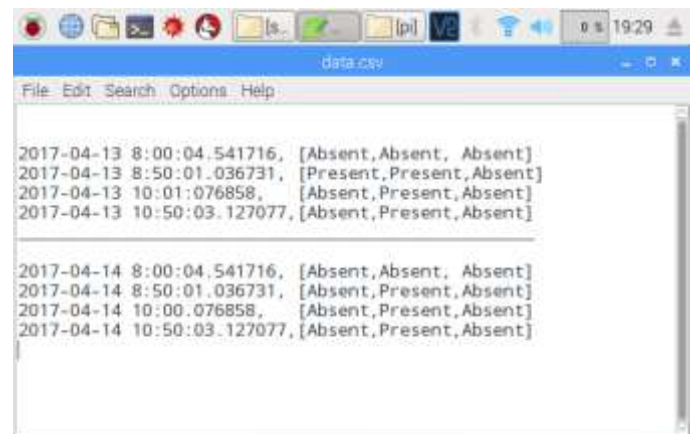 [s..
[pi]
V2
0 % 19:29
data.csv
File Edit Search Options Help
2017-04-13 8:00:04.541716, [Absent,Absent, Absent]
2017-04-13 8:50:01.036731, [Present,Present,Absent]
2017-04-13 10:01:076858, [Absent,Present,Absent]
2017-04-13 10:50:03.127077,[Absent,Present,Absent]
2017-04-14 8:00:04.541716, [Absent,Absent, Absent]
2017-04-14 8:50:01.036731, [Absent,Present,Absent]
2017-04-14 10:00.076858, [Absent,Present,Absent]
2017-04-14 10:50:03.127077,[Absent,Present,Absent]